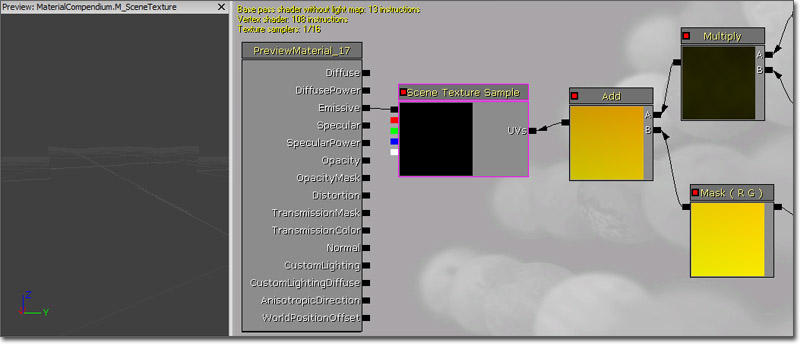 Preview: MaterialCompendium.M_SceneTexture
Z
Y
Base pass shader without light map: 13 instructions
Vertex shader: 108 instructions
Texture samplers: 1/16
PreviewMaterial_17
Diffuse
DiffusePower
Emissive
Specular
SpecularPower
Opacity
OpacityMask
Distortion
TransmissionMask
TransmissionColor
Normal
CustomLighting
CustomLightingDiffuse
AnisotropicDirection
WorldPositionOffset
Scene Texture Sample
UVs
Add
A
B
Multiply
A
B
Mask ( R G )